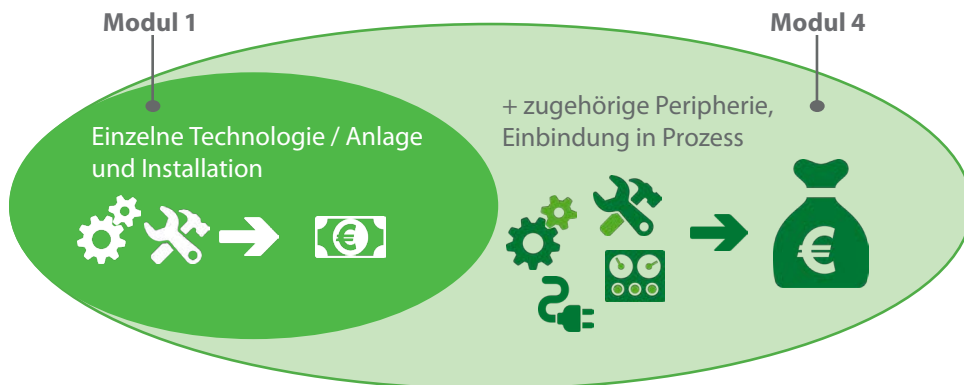 Modul 1
Modul 4
Einzelne Technologie / Anlage
und Installation
+ zugehörige Peripherie,
Einbindung in Prozess
€
€